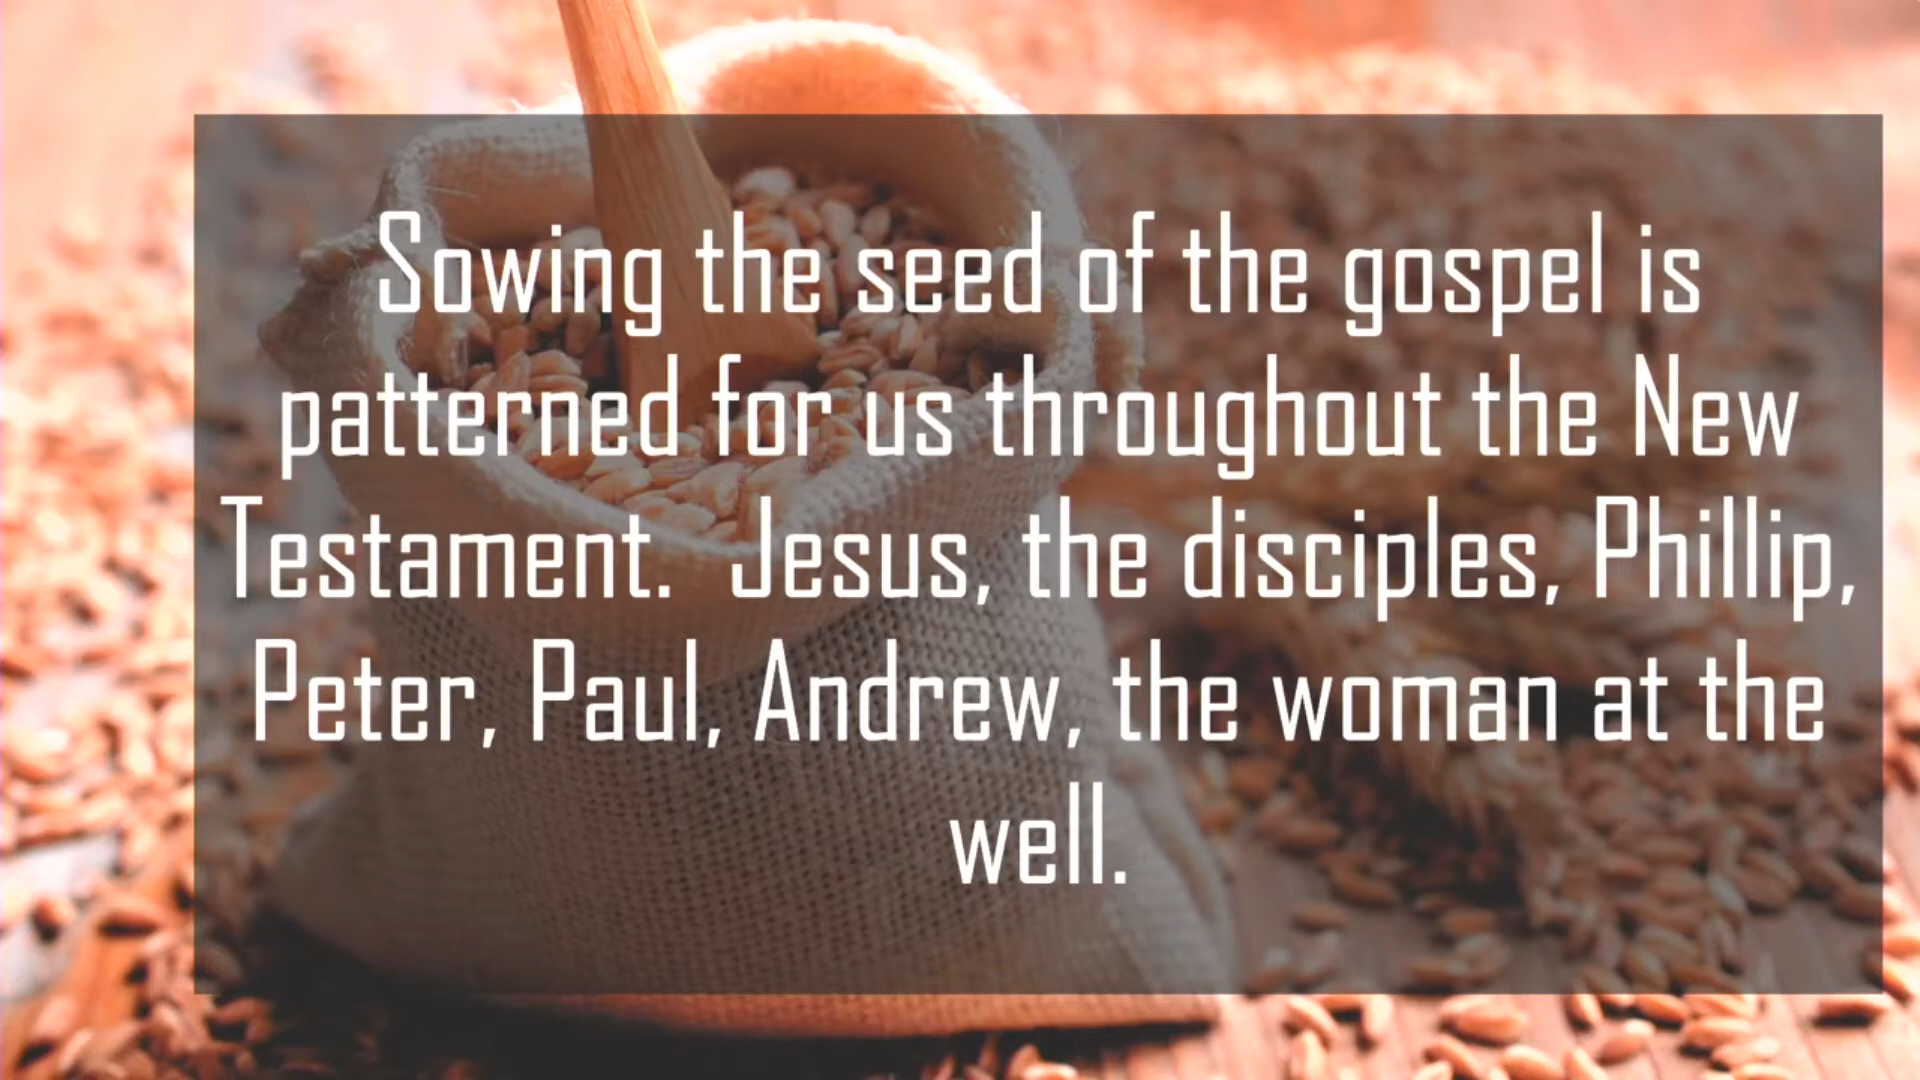 Sowing the seed of the gospel is
patterned for us throughout the New
Testament.  Jesus, the disciples, Phillip,
Peter, Paul, Andrew, the woman at the
well.